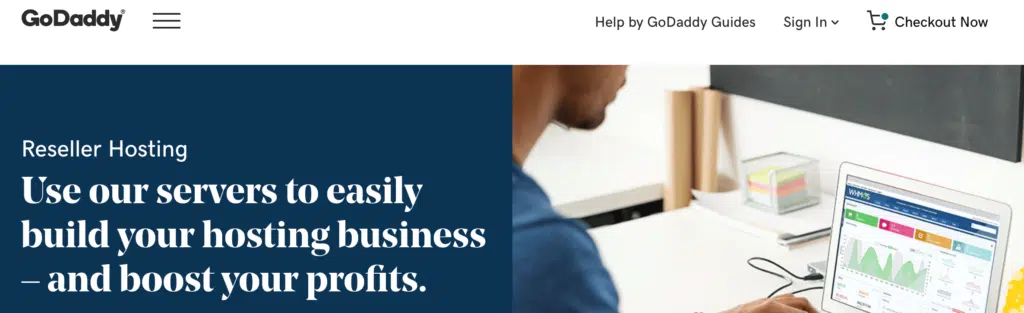 GoDaddy®
Help by GoDaddy Guides
Sign In
Checkout Now
Reseller Hosting
Use our servers to easily
build your hosting business
– and boost your profits.
WHMCS